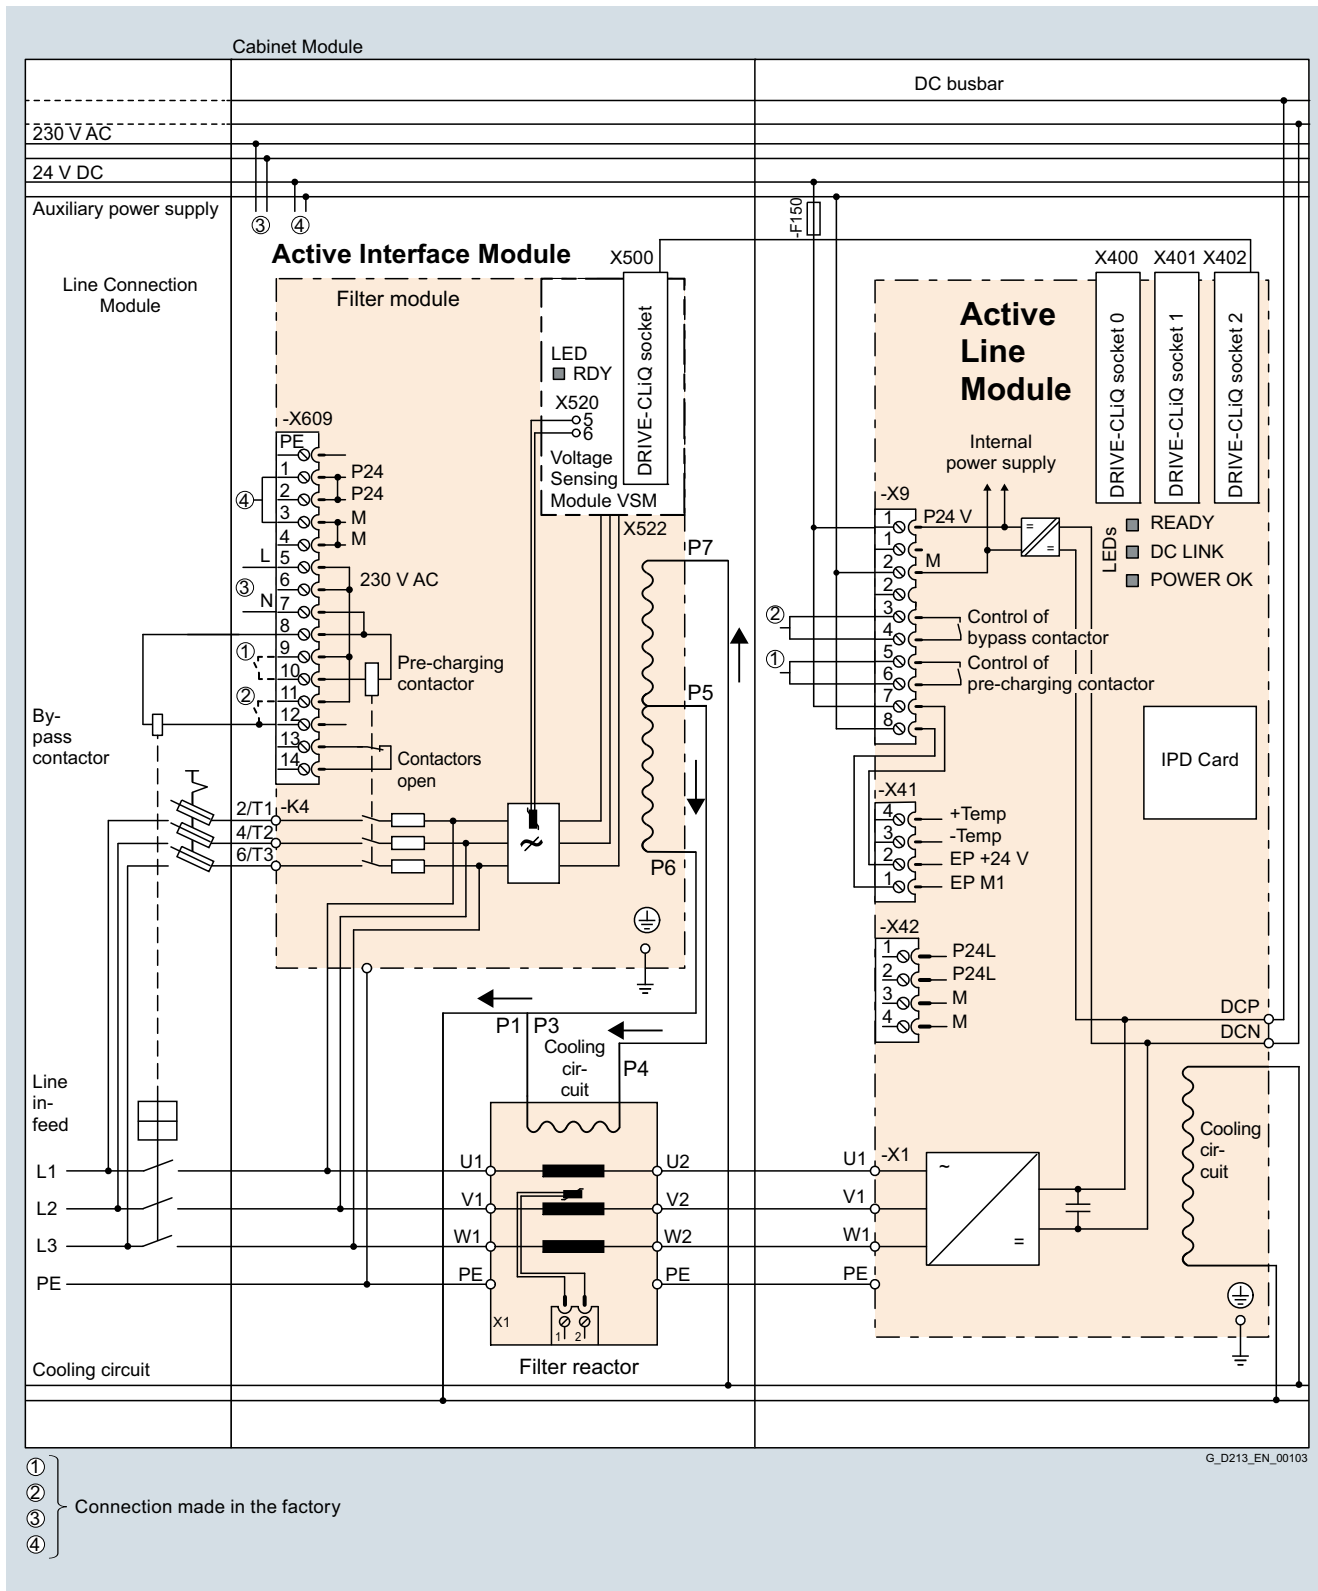 Cabinet Module
DC busbar
230 V AC
24 V DC
Auxiliary power supply
③
④
-F150
Active Interface Module
X500
X400
X401
X402
Line Connection
Module
Filter module
DRIVE-CLiQ socket
LED
RDY
X520
5
6
Voltage
Sensing
Module VSM
X522
Active
Line
Module
DRIVE-CLiQ socket 0
DRIVE-CLiQ socket 1
DRIVE-CLiQ socket 2
Internal
power supply
-X609
PE
1
P24
2
P24
3
M
4
M
④
L
5
6
230 V AC
③
N
7
8
9
①
10
11
②
12
13
14
Pre-charging
contactor
Contactors
open
-X9
1
P24 V
1
2
M
2
3
4
5
6
7
8
=
=
LEDs
READY
DC LINK
POWER OK
②
Control of
bypass contactor
①
Control of
pre-charging contactor
P7
P5
P6
By-
pass
contactor
2/T1
-K4
4/T2
6/T3
≈
IPD Card
-X41
4
+Temp
3
-Temp
2
EP +24 V
1
EP M1
-X42
1
P24L
2
P24L
3
M
4
M
DCP
DCN
P1
P3
Cooling
cir-
cuit
P4
Line
in-
feed
L1
L2
L3
PE
U1
U2
V1
V2
W1
W2
PE
PE
X1
1
2
Filter reactor
U1
-X1
V1
W1
PE
~
=
Cooling
cir-
cuit
Cooling circuit
G_D213_EN_00103
①
②
③
④
Connection made in the factory